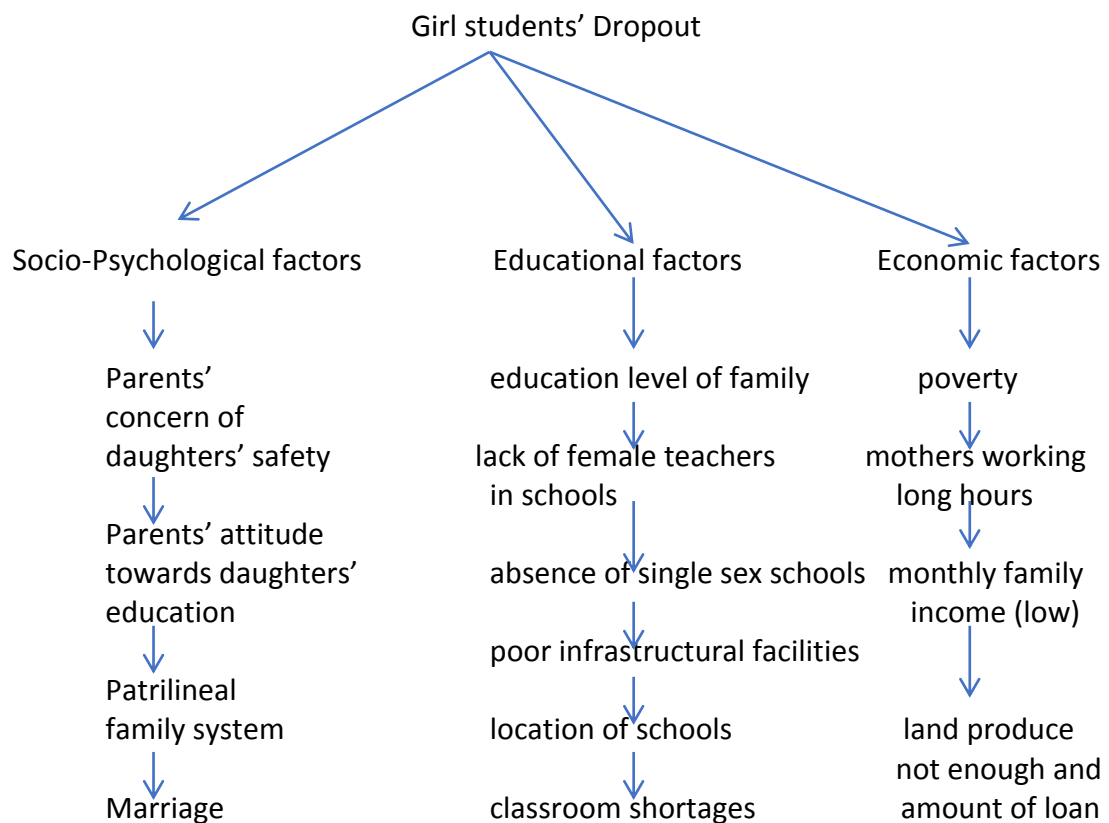 Girl students’ Dropout
Socio-Psychological factors
Educational factors
Economic factors
Parents’
concern of
daughters’ safety
Parents’ attitude
towards daughters’
education
Patrilineal
family system
Marriage
education level of family
lack of female teachers
in schools
absence of single sex schools
poor infrastructural facilities
location of schools
classroom shortages
poverty
mothers working
long hours
monthly family
income (low)
land produce
not enough and
amount of loan